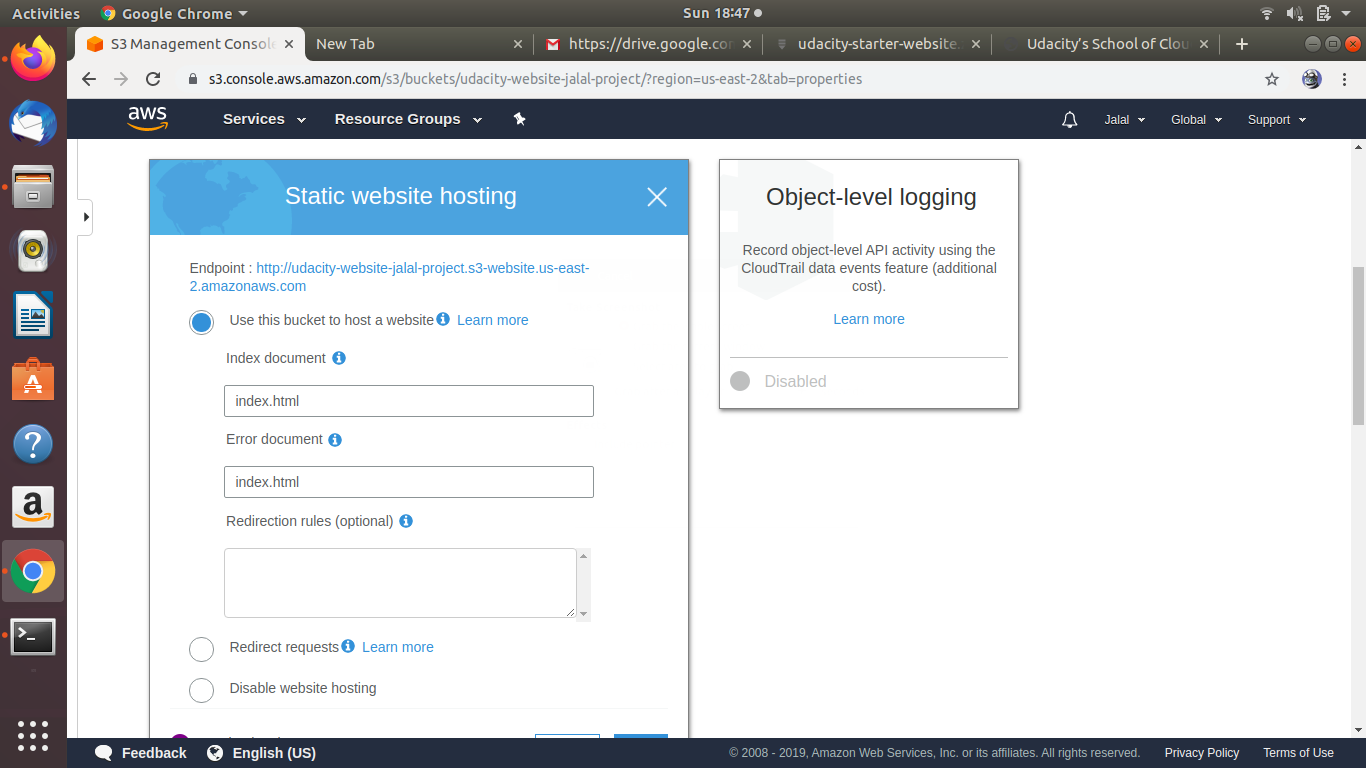 Activities
Google Chrome
Sun 18:47
S3 Management Console
New Tab
https://drive.google.co
udacity-starter-website.
Udacity's School of Clou
s3.console.aws.amazon.com/s3/buckets/udacity-website-jalal-project/?region=us-east-2&tab=properties
aws
Services
Resource Groups
Jalal
Global
Support
Static website hosting
Endpoint : http://udacity-website-jalal-project.s3-website.us-east-
2.amazonaws.com
Use this bucket to host a website
Learn more
Index document
index.html
Error document
index.html
Redirection rules (optional)
Redirect requests
Learn more
Disable website hosting
Object-level logging
Record object-level API activity using the
CloudTrail data events feature (additional
cost).
Learn more
Disabled
Feedback
English (US)
© 2008 - 2019, Amazon Web Services, Inc. or its affiliates. All rights reserved.
Privacy Policy
Terms of Use